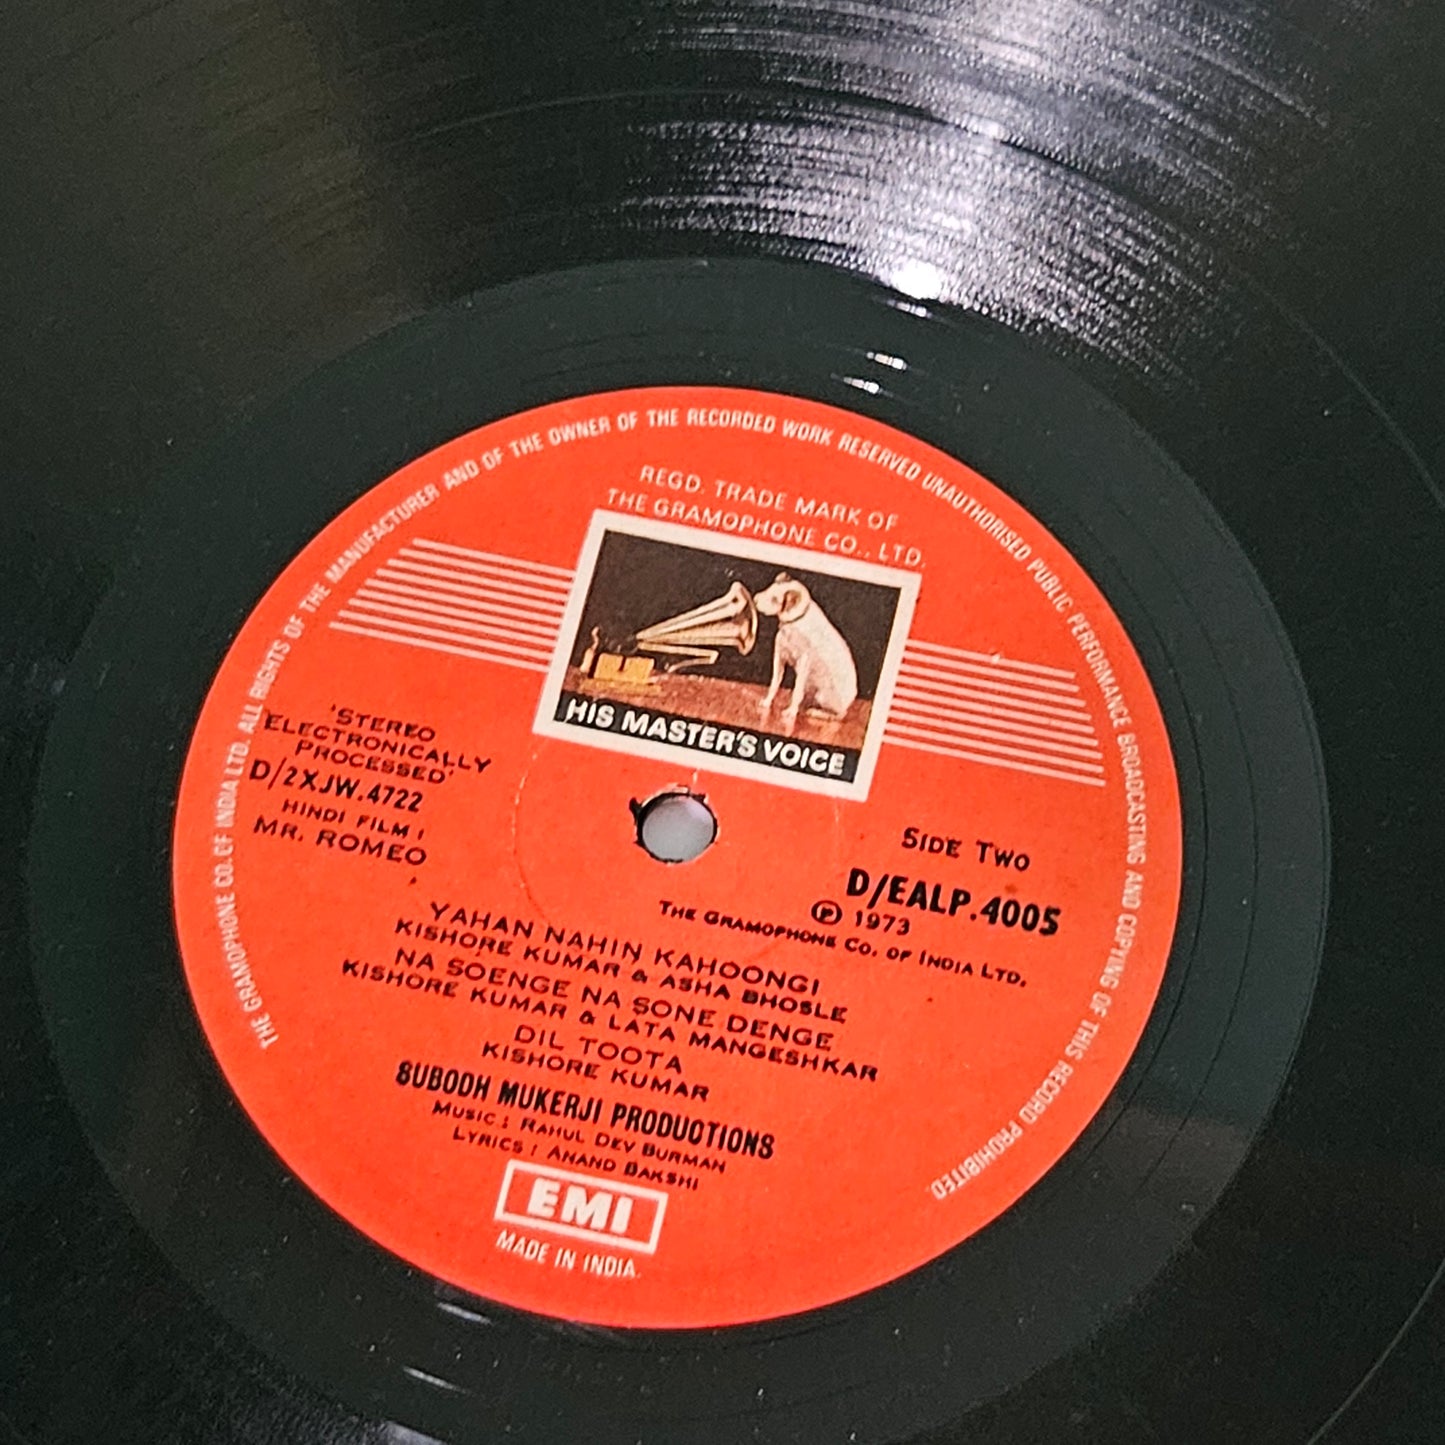 THE GRAMOPHONE CO. OF INDIA LTD. ALL RIGHTS OF THE MANUFACTURER AND OF THE OWNER OF THE RECORDED WORK RESERVED UNAUTHORISED PUBLIC PERFORMANCE BROADCASTING AND COPYING OF THIS RECORD PROHIBITED.
REGD. TRADE MARK OF
THE GRAMOPHONE CO., LTD.
HIS MASTER'S VOICE
'STEREO
ELECTRONICALLY
PROCESSED'
D/2XJW.4722
HINDI FILM :
MR. ROMEO
SIDE TWO
D/EALP.4005
℗ 1973
THE GRAMOPHONE CO. OF INDIA LTD.
YAHAN NAHIN KAHOONGI
KISHORE KUMAR & ASHA BHOSLE
NA SOENGE NA SONE DENGE
KISHORE KUMAR & LATA MANGESHKAR
DIL TOOTA
KISHORE KUMAR
SUBODH MUKERJI PRODUCTIONS
MUSIC : RAHUL DEV BURMAN
LYRICS : ANAND BAKSHI
EMI
MADE IN INDIA.